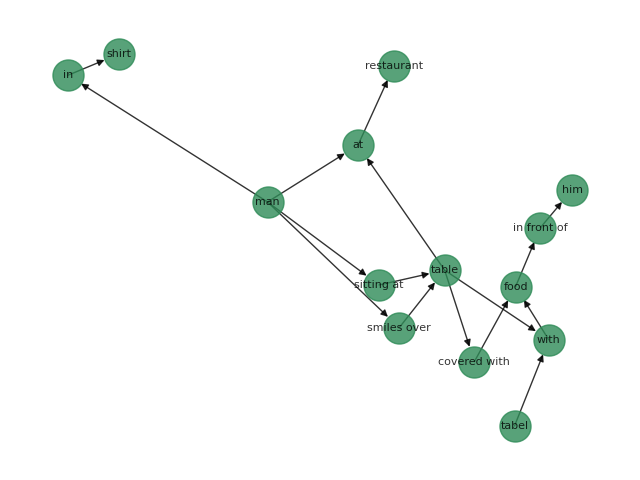 shirt
in
restaurant
at
him
man
in front of
table
sitting at
food
smiles over
with
covered with
tabel